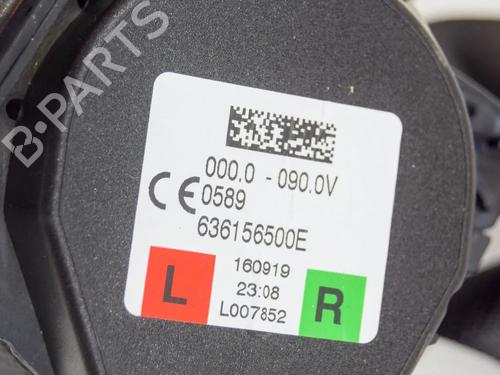 B-PARTS
000.0 - 090.0V
CE 0589
636156500E
L
160919
23:08
L007852
R